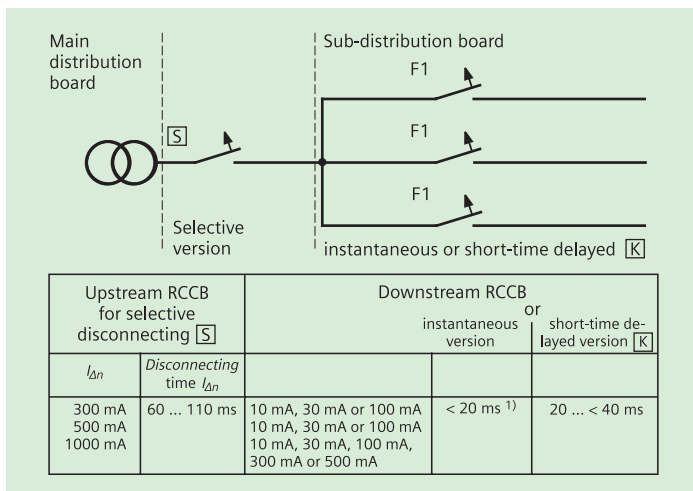 Main
distribution
board
Sub-distribution board
F1
S
F1
F1
Selective
version
instantaneous or short-time delayed K
Upstream RCCB
for selective
disconnecting S
Downstream RCCB
or
instantaneous
version
short-time de-
layed version K
IΔn
Disconnecting
time IΔn
300 mA 60 ... 110 ms 10 mA, 30 mA or 100 mA < 20 ms 1) 20 ... < 40 ms
500 mA 10 mA, 30 mA or 100 mA
1000 mA 10 mA, 30 mA, 100 mA,
300 mA or 500 mA